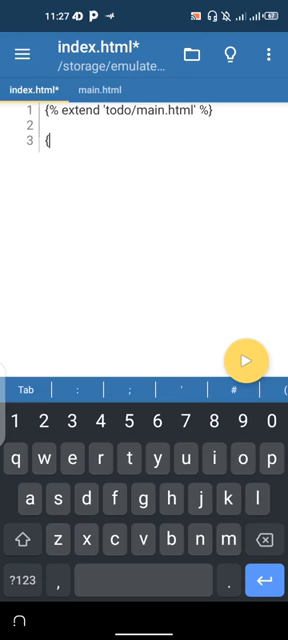 11:27
index.html*
/storage/emulate...
index.html* main.html
1 {% extend 'todo/main.html' %}
2
3 {
Tab : ; ' # (
1 2 3 4 5 6 7 8 9 0
q w e r t y u i o p
a s d f g h j k l
z x c v b n m
?123 , .